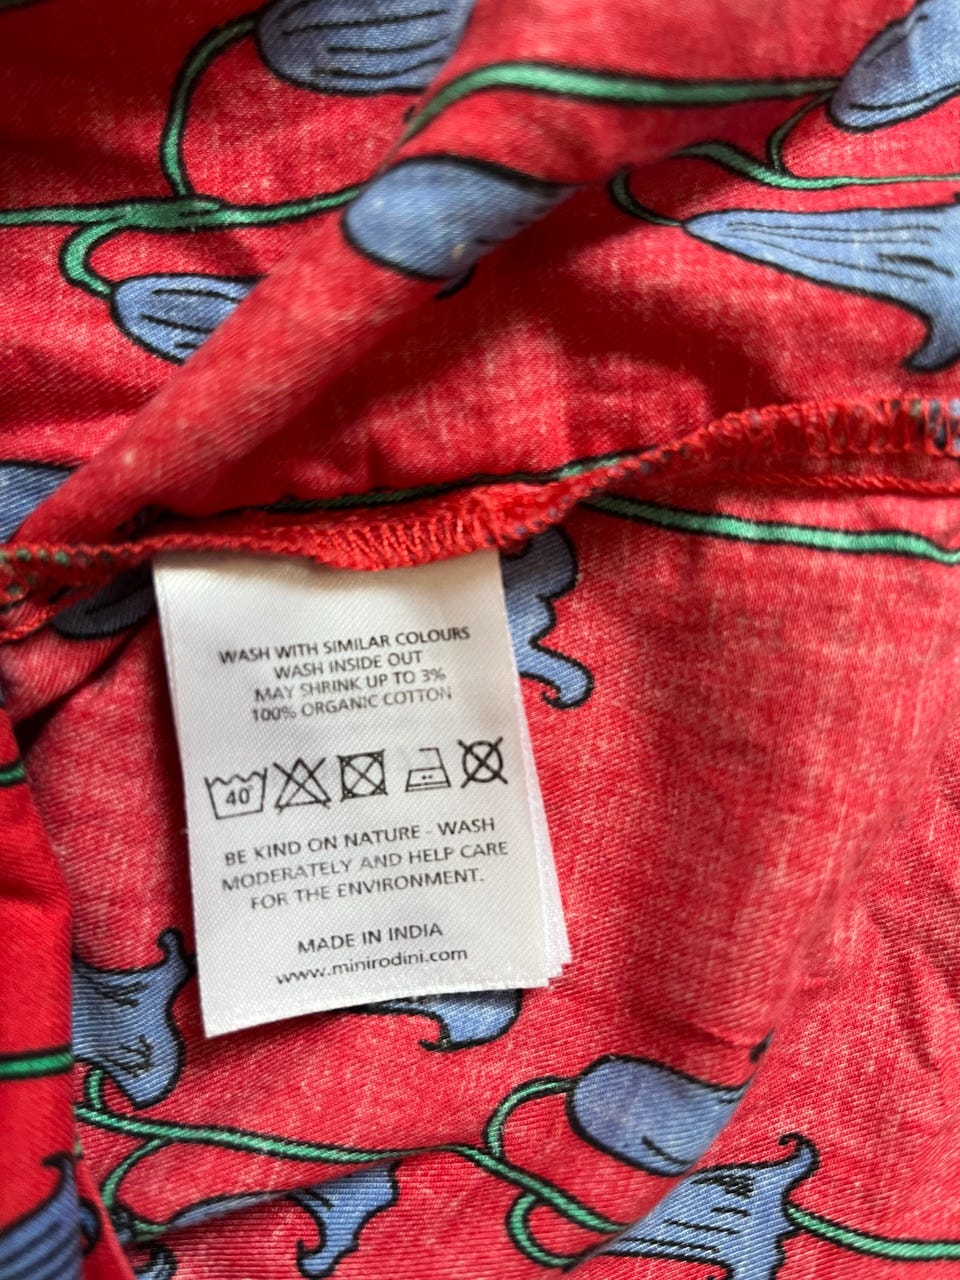 WASH WITH SIMILAR COLOURS
WASH INSIDE OUT
MAY SHRINK UP TO 3%
100% ORGANIC COTTON
40°
BE KIND ON NATURE - WASH
MODERATELY AND HELP CARE
FOR THE ENVIRONMENT.
MADE IN INDIA
www.minirodini.com